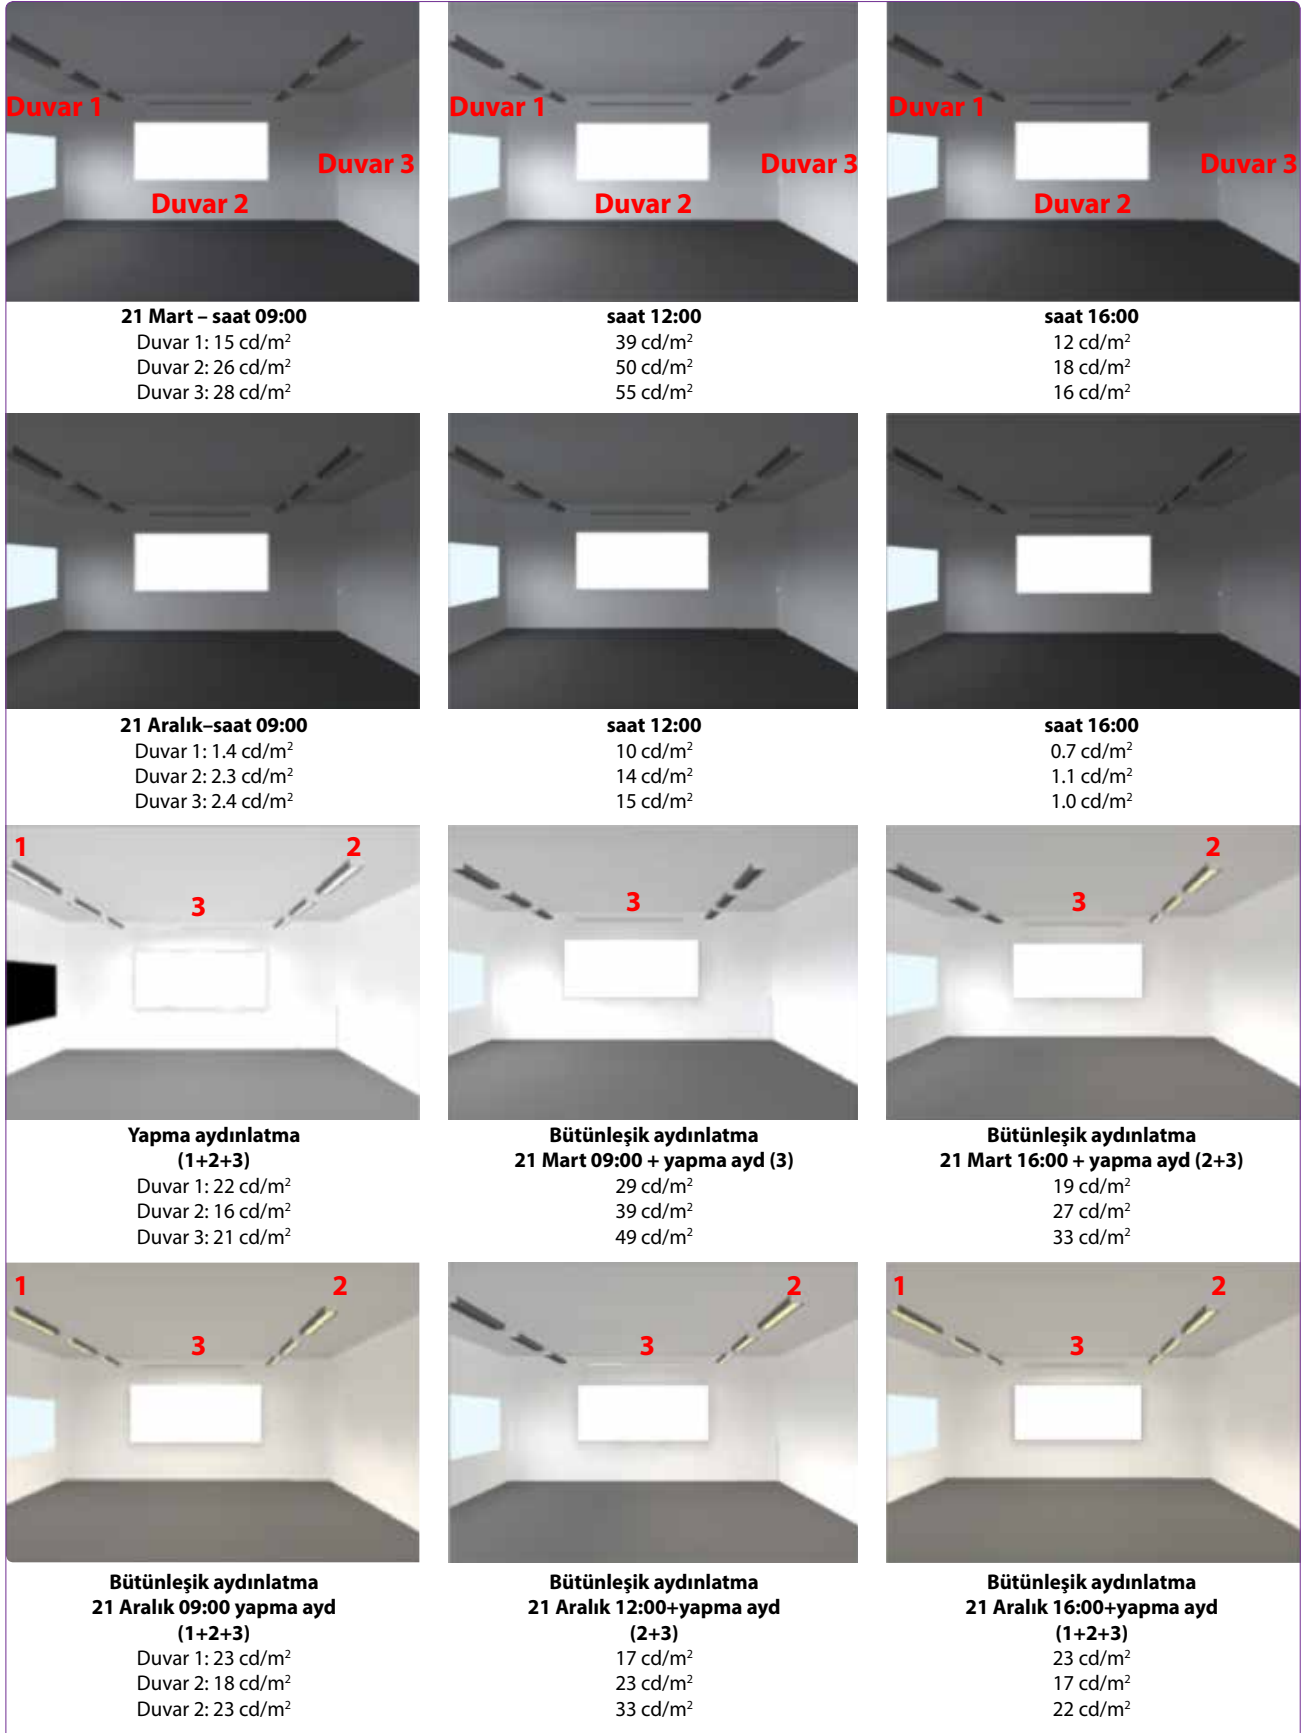 Duvar 1
Duvar 3
Duvar 2
Duvar 1
Duvar 3
Duvar 2
Duvar 1
Duvar 3
Duvar 2
21 Mart – saat 09:00
Duvar 1: 15 cd/m²
Duvar 2: 26 cd/m²
Duvar 3: 28 cd/m²
saat 12:00
39 cd/m²
50 cd/m²
55 cd/m²
saat 16:00
12 cd/m²
18 cd/m²
16 cd/m²
21 Aralık–saat 09:00
Duvar 1: 1.4 cd/m²
Duvar 2: 2.3 cd/m²
Duvar 3: 2.4 cd/m²
saat 12:00
10 cd/m²
14 cd/m²
15 cd/m²
saat 16:00
0.7 cd/m²
1.1 cd/m²
1.0 cd/m²
1
2
3
3
2
3
Yapma aydınlatma
(1+2+3)
Duvar 1: 22 cd/m²
Duvar 2: 16 cd/m²
Duvar 3: 21 cd/m²
Bütünleşik aydınlatma
21 Mart 09:00 + yapma ayd (3)
29 cd/m²
39 cd/m²
49 cd/m²
Bütünleşik aydınlatma
21 Mart 16:00 + yapma ayd (2+3)
19 cd/m²
27 cd/m²
33 cd/m²
1
2
3
2
3
1
2
3
Bütünleşik aydınlatma
21 Aralık 09:00 yapma ayd
(1+2+3)
Duvar 1: 23 cd/m²
Duvar 2: 18 cd/m²
Duvar 2: 23 cd/m²
Bütünleşik aydınlatma
21 Aralık 12:00+yapma ayd
(2+3)
17 cd/m²
23 cd/m²
33 cd/m²
Bütünleşik aydınlatma
21 Aralık 16:00+yapma ayd
(1+2+3)
23 cd/m²
17 cd/m²
22 cd/m²